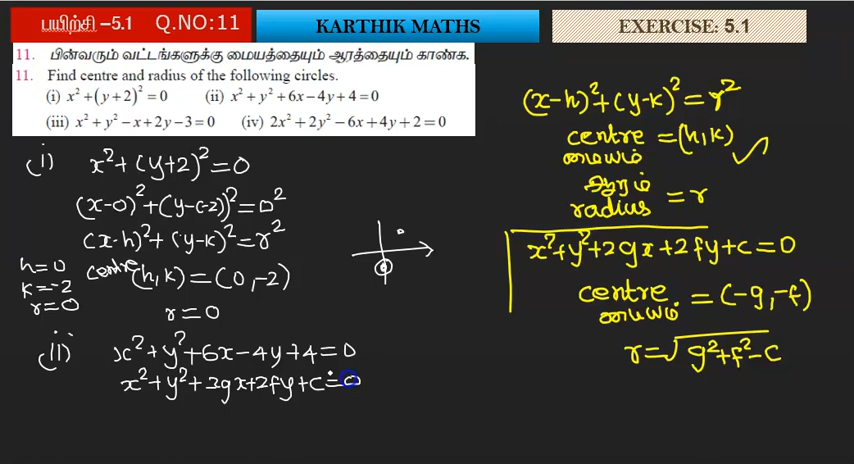 பயிற்சி –5.1 Q.NO:11
KARTHIK MATHS
EXERCISE: 5.1
11. பின்வரும் வட்டங்களுக்கு மையத்தையும் ஆரத்தையும் காண்க.
11. Find centre and radius of the following circles.
(i) x² + (y+2)² = 0 (ii) x² + y² + 6x − 4y + 4 = 0
(iii) x² + y² − x + 2y − 3 = 0 (iv) 2x² + 2y² − 6x + 4y + 2 = 0
(i) x² + (y+2)² = 0
(x-0)² + (y-(-2))² = 0²
(x-h)² + (y-k)² = r²
h=0
k=-2
r=0
centre (h,k) = (0,-2)
r=0
(ii) x² + y² + 6x - 4y + 4 = 0
x² + y² + 2gx + 2fy + c = 0
(x-h)² + (y-k)² = r²
centre = (h,k)
மையம்
ஆரம்
radius = r
x² + y² + 2gx + 2fy + c = 0
centre = (-g, -f)
மையம்
r = √g² + f² - c